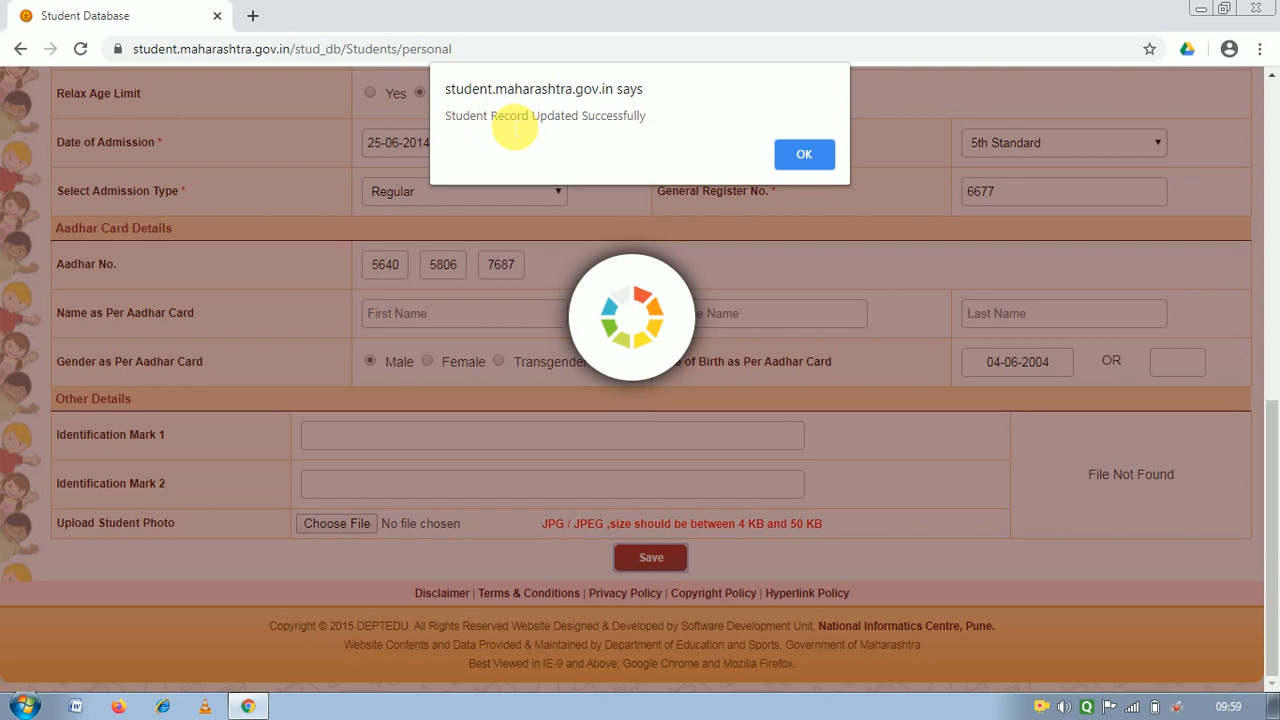 Student Database
student.maharashtra.gov.in/stud_db/Students/personal
student.maharashtra.gov.in says
Student Record Updated Successfully
OK
Relax Age Limit Yes
Date of Admission * 25-06-2014 5th Standard
Select Admission Type * Regular General Register No. * 6677
Aadhar Card Details
Aadhar No. 5640 5806 7687
Name as Per Aadhar Card First Name Name Last Name
Gender as Per Aadhar Card Male Female Transgender of Birth as Per Aadhar Card 04-06-2004 OR
Other Details
Identification Mark 1
File Not Found
Identification Mark 2
Upload Student Photo Choose File No file chosen JPG / JPEG ,size should be between 4 KB and 50 KB
Save
Disclaimer | Terms & Conditions | Privacy Policy | Copyright Policy | Hyperlink Policy
Copyright © 2015 DEPTEDU. All Rights Reserved Website Designed & Developed by Software Development Unit, National Informatics Centre, Pune.
Website Contents and Data Provided & Maintained by Department of Education and Sports, Government of Maharashtra
Best Viewed in IE-9 and Above, Google Chrome and Mozilla Firefox.
09:59